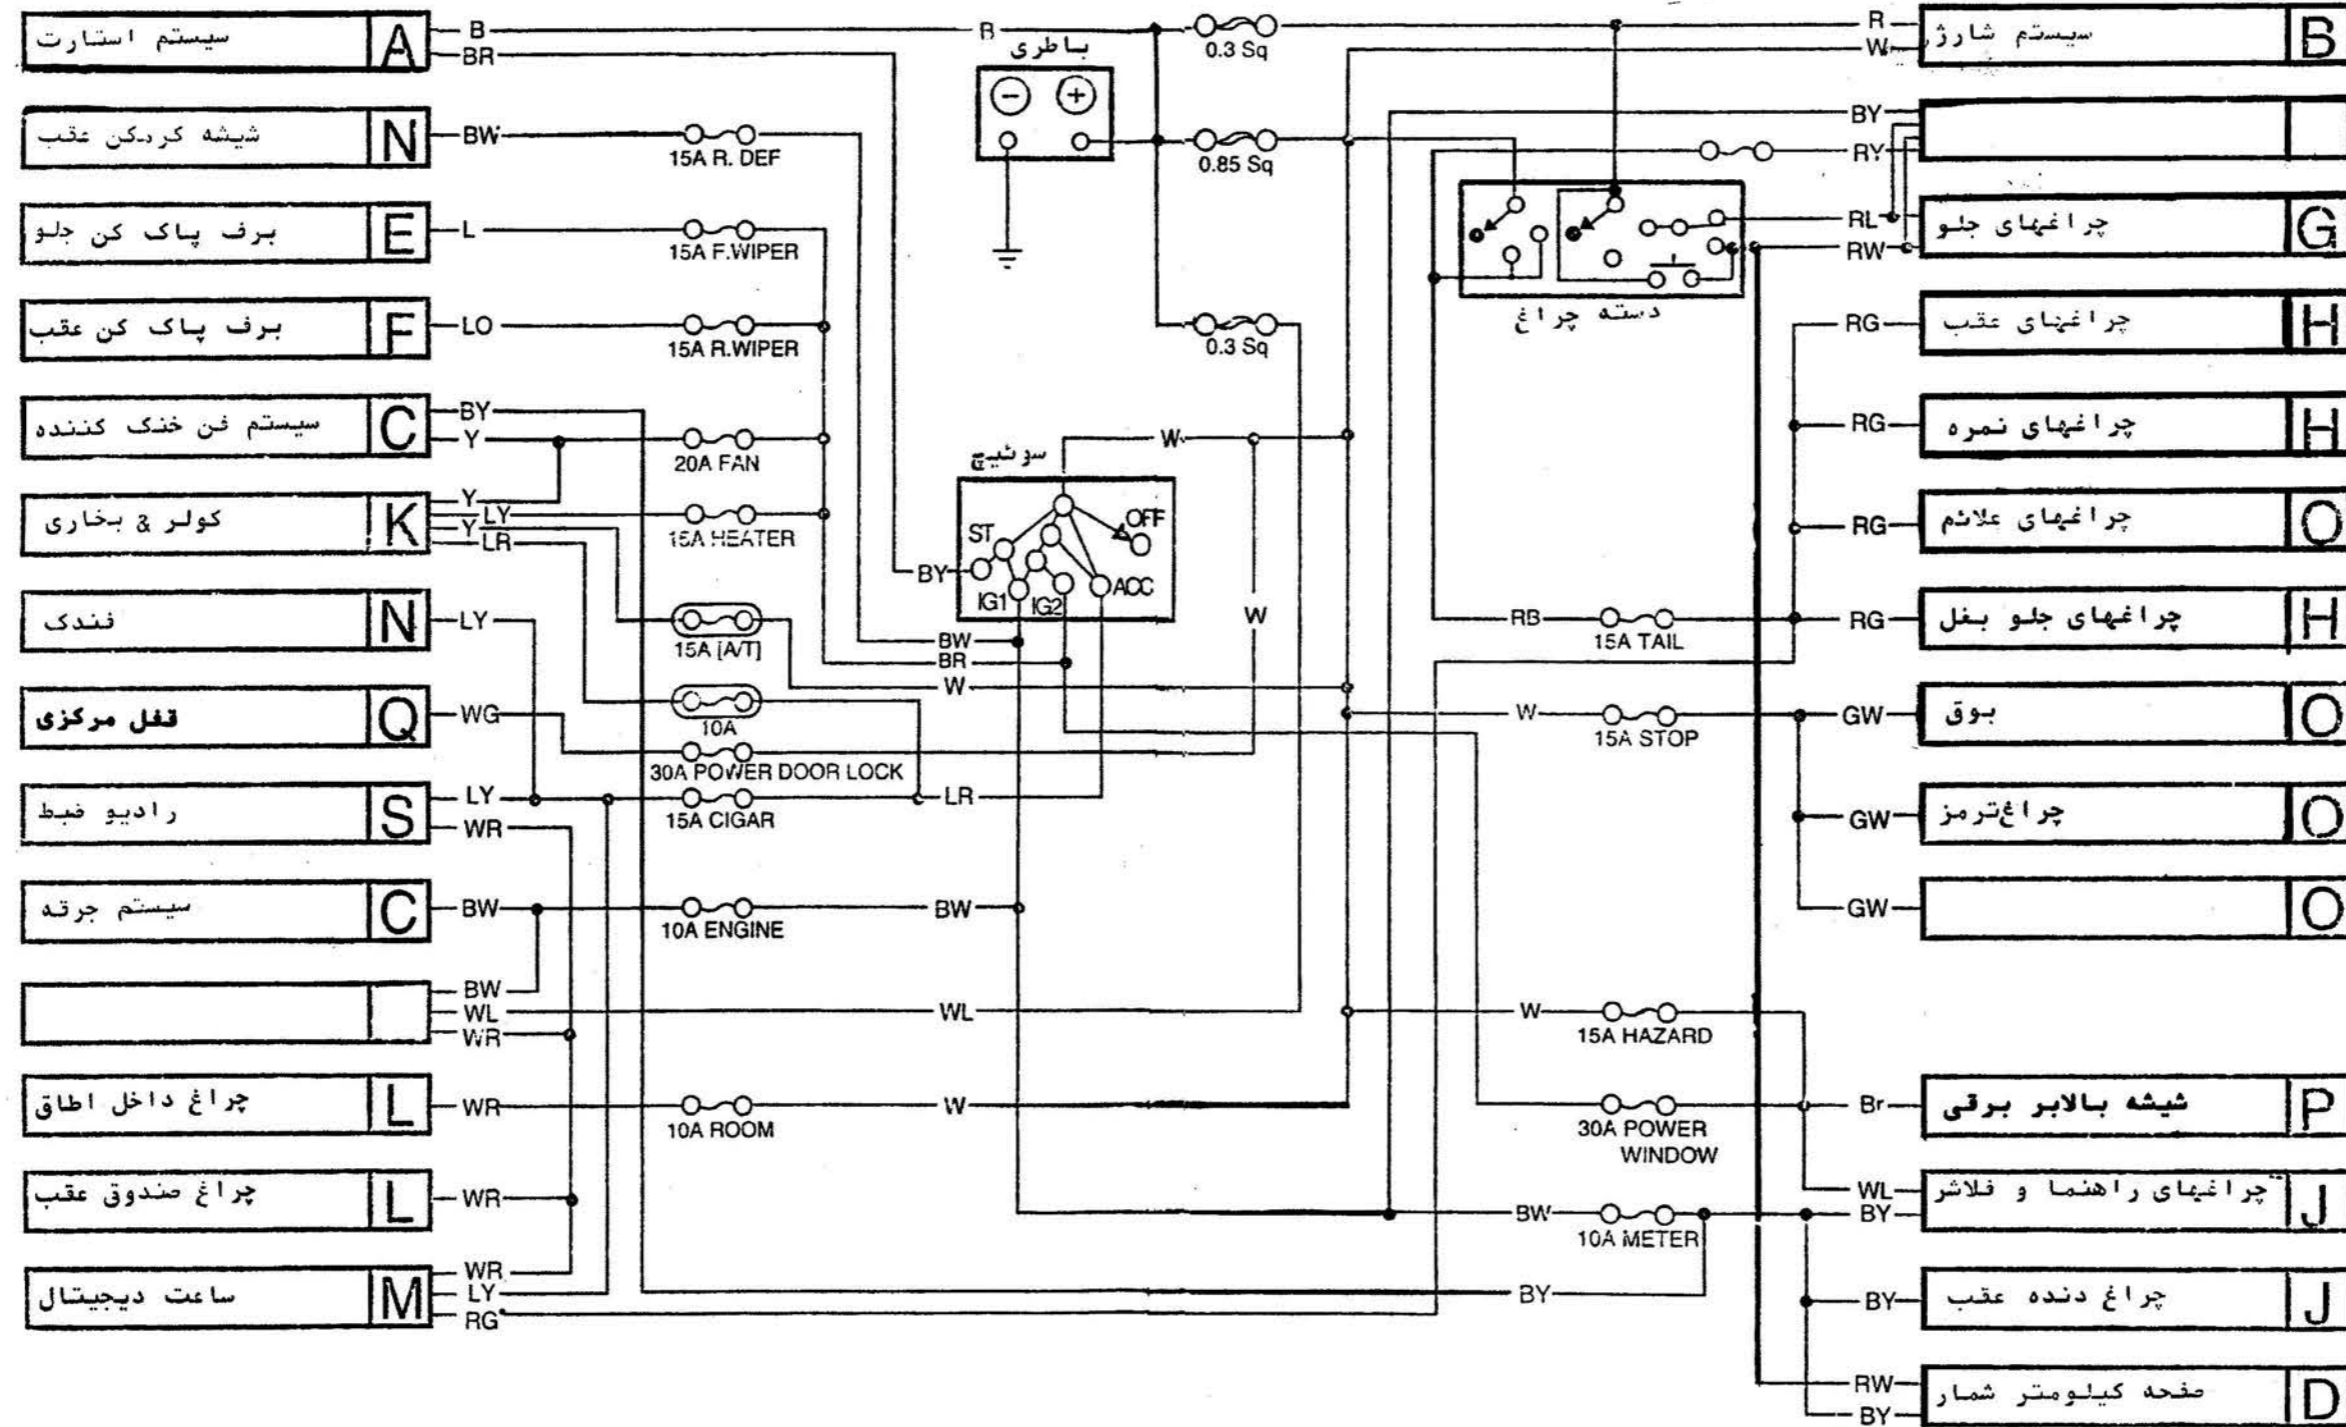 سیستم استارت A
B
BR
R
باطری
- +
0.3 Sq
R
W
سیستم شارژ B
شیشه گرمکن عقب N
BW
15A R. DEF
0.85 Sq
BY
RY
برف پاک کن جلو E
L
15A F.WIPER
RL
RW
چراغهای جلو G
دسته چراغ
برف پاک کن عقب F
LO
15A R.WIPER
0.3 Sq
RG
چراغهای عقب H
سیستم فن خنک کننده C
BY
Y
20A FAN
سوئیچ
W
RG
چراغهای نمره H
کولر & بخاری K
Y
LY
Y
LR
15A HEATER
ST
OFF
BY
IG1
IG2
ACC
RG
چراغهای علائم O
فندک N
LY
15A [A/T]
BW
BR
W
W
RB
15A TAIL
RG
چراغهای جلو بغل H
قفل مرکزی Q
WG
10A
30A POWER DOOR LOCK
W
15A STOP
GW
بوق O
رادیو ضبط S
LY
WR
15A CIGAR
LR
GW
چراغ ترمز O
سیستم جرقه C
BW
10A ENGINE
BW
GW
O
BW
WL
WR
WL
W
15A HAZARD
چراغ داخل اطاق L
WR
10A ROOM
W
30A POWER
WINDOW
Br
شیشه بالابر برقی P
چراغ صندوق عقب L
WR
BW
10A METER
WL
BY
چراغهای راهنما و فلاشر J
ساعت دیجیتال M
WR
LY
RG
BY
BY
چراغ دنده عقب J
RW
BY
صفحه کیلومتر شمار D